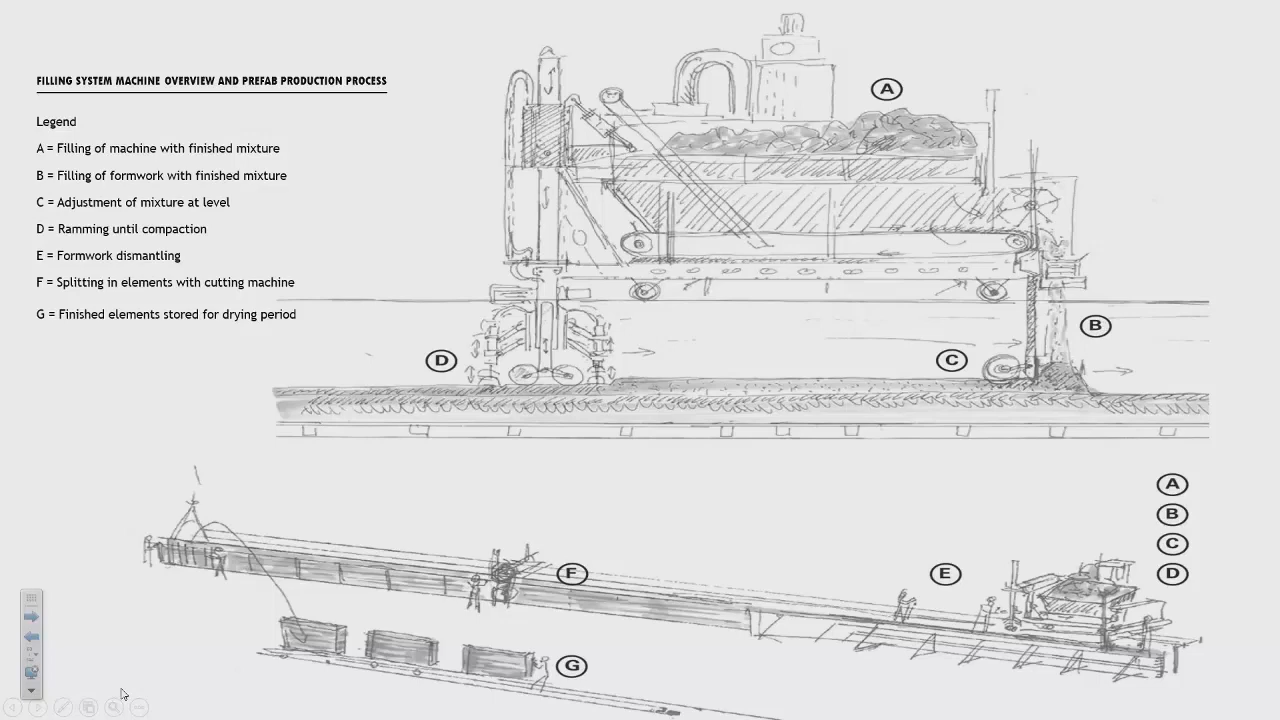 FILLING SYSTEM MACHINE OVERVIEW AND PREFAB PRODUCTION PROCESS
Legend
A = Filling of machine with finished mixture
B = Filling of formwork with finished mixture
C = Adjustment of mixture at level
D = Ramming until compaction
E = Formwork dismantling
F = Splitting in elements with cutting machine
G = Finished elements stored for drying period
A
B
D
C
A
B
C
D
F
E
G